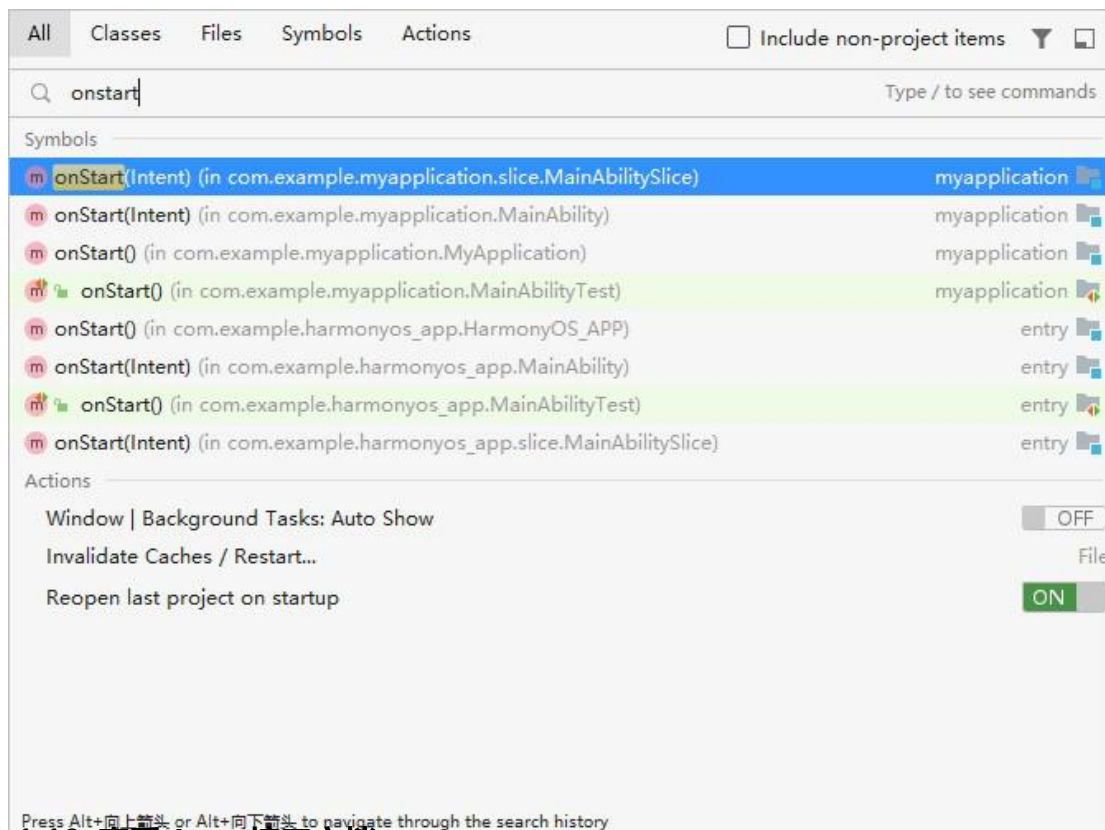 All Classes Files Symbols Actions Include non-project items
onstart Type / to see commands
Symbols
m onStart(Intent) (in com.example.myapplication.slice.MainAbilitySlice) myapplication
m onStart(Intent) (in com.example.myapplication.MainAbility) myapplication
m onStart() (in com.example.myapplication.MyApplication) myapplication
m onStart() (in com.example.myapplication.MainAbilityTest) myapplication
m onStart() (in com.example.harmonyos_app.HarmonyOS_APP) entry
m onStart(Intent) (in com.example.harmonyos_app.MainAbility) entry
m onStart() (in com.example.harmonyos_app.MainAbilityTest) entry
m onStart(Intent) (in com.example.harmonyos_app.slice.MainAbilitySlice) entry
Actions
Window | Background Tasks: Auto Show OFF
Invalidate Caches / Restart... File
Reopen last project on startup ON
Press Alt+向上箭头 or Alt+向下箭头 to navigate through the search history